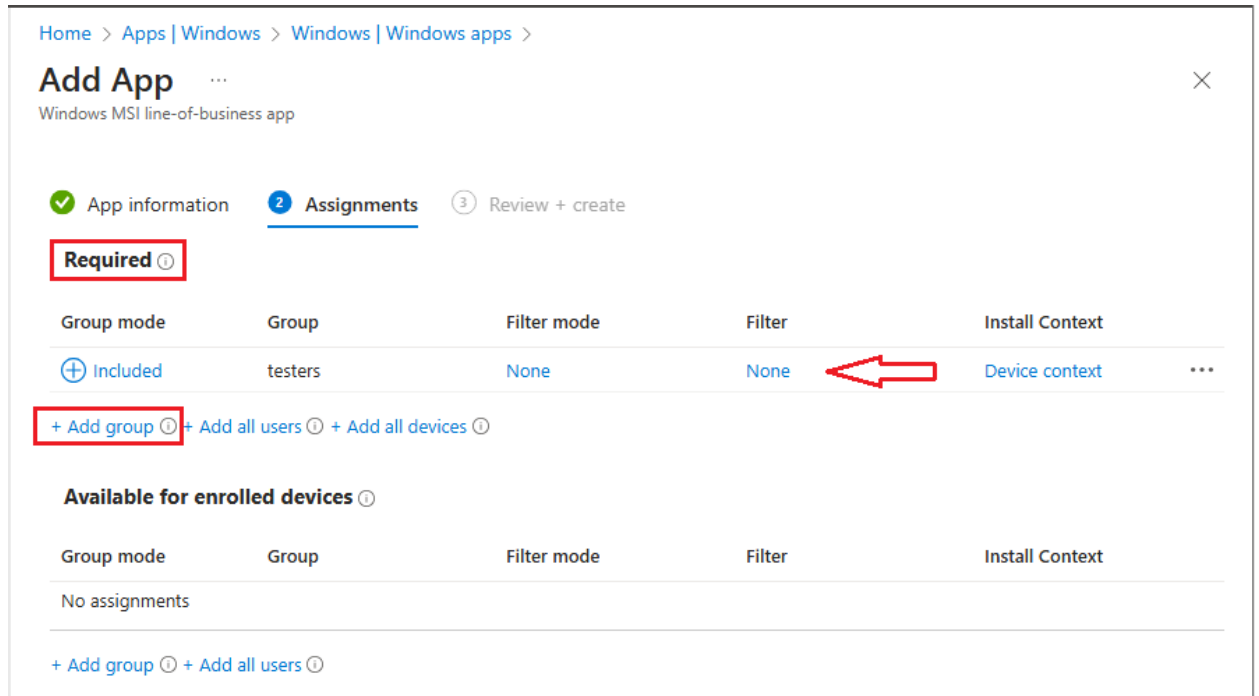 Home > Apps | Windows > Windows | Windows apps >
Add App ...
Windows MSI line-of-business app
App information 2 Assignments 3 Review + create
Required
Group mode Group Filter mode Filter Install Context
Included testers None None Device context ...
+ Add group + Add all users + Add all devices
Available for enrolled devices
Group mode Group Filter mode Filter Install Context
No assignments
+ Add group + Add all users